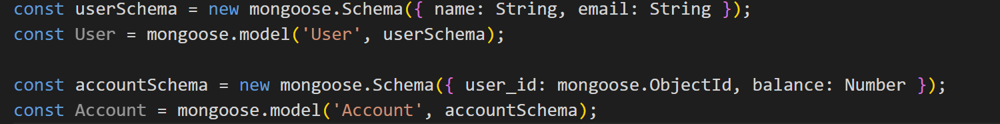 const userSchema = new mongoose.Schema({ name: String, email: String });
const User = mongoose.model('User', userSchema);
const accountSchema = new mongoose.Schema({ user_id: mongoose.ObjectId, balance: Number });
const Account = mongoose.model('Account', accountSchema);